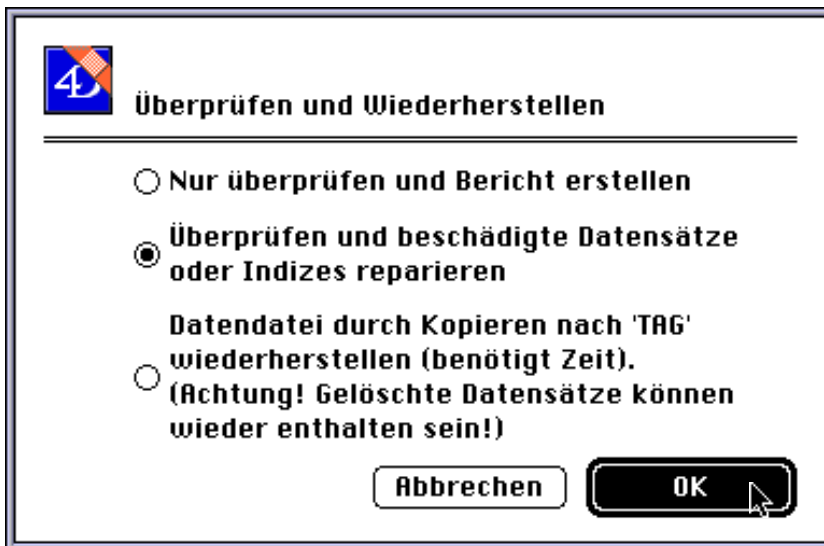 4D
Überprüfen und Wiederherstellen
Nur überprüfen und Bericht erstellen
Überprüfen und beschädigte Datensätze
oder Indizes reparieren
Datendatei durch Kopieren nach 'TAG'
wiederherstellen (benötigt Zeit).
(Achtung! Gelöschte Datensätze können
wieder enthalten sein!)
Abbrechen
OK